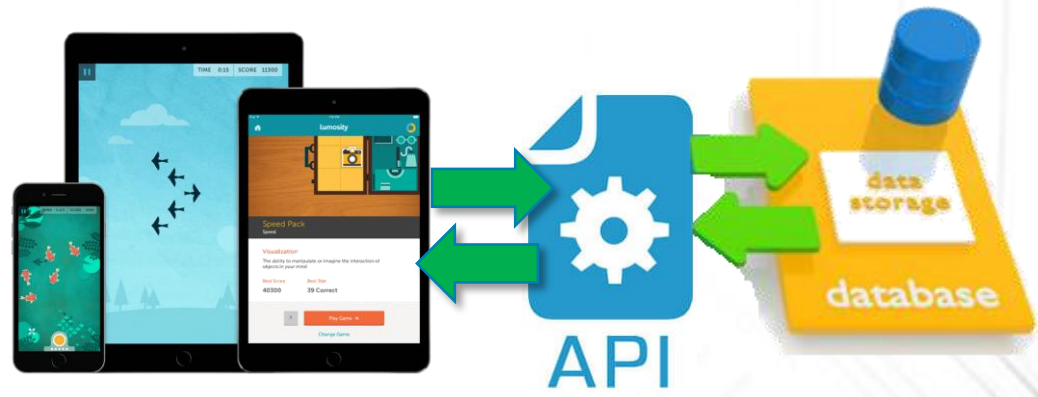 TIME 0:15 SCORE 11300
lumosity
Speed Pack
Speed
Visualization
The ability to manipulate or imagine the interaction of
objects in your mind
Best Score Best Stat
40300 39 Correct
?
Play Game
Change Game
API
data
storage
database